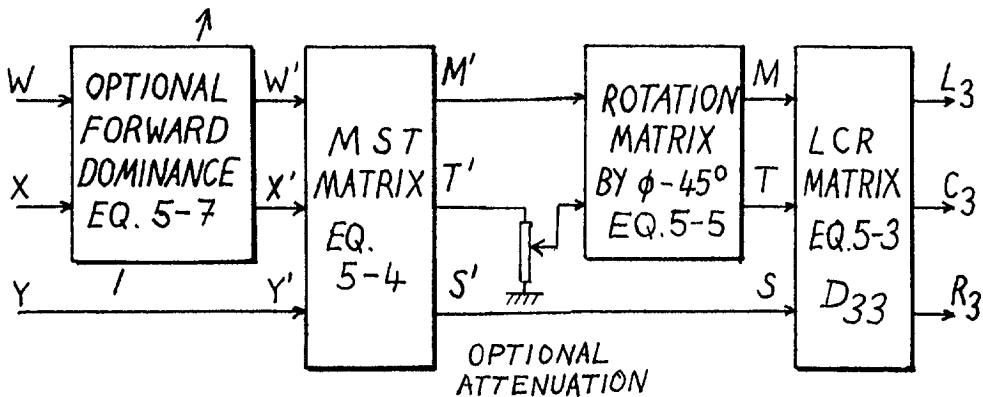 W
X
Y
OPTIONAL
FORWARD
DOMINANCE
EQ. 5-7
W'
X'
Y'
MST
MATRIX
EQ.
5-4
M'
T'
S'
OPTIONAL
ATTENUATION
ROTATION
MATRIX
BY ϕ-45°
EQ. 5-5
M
T
S
LCR
MATRIX
EQ.5-3
D33
L3
C3
R3